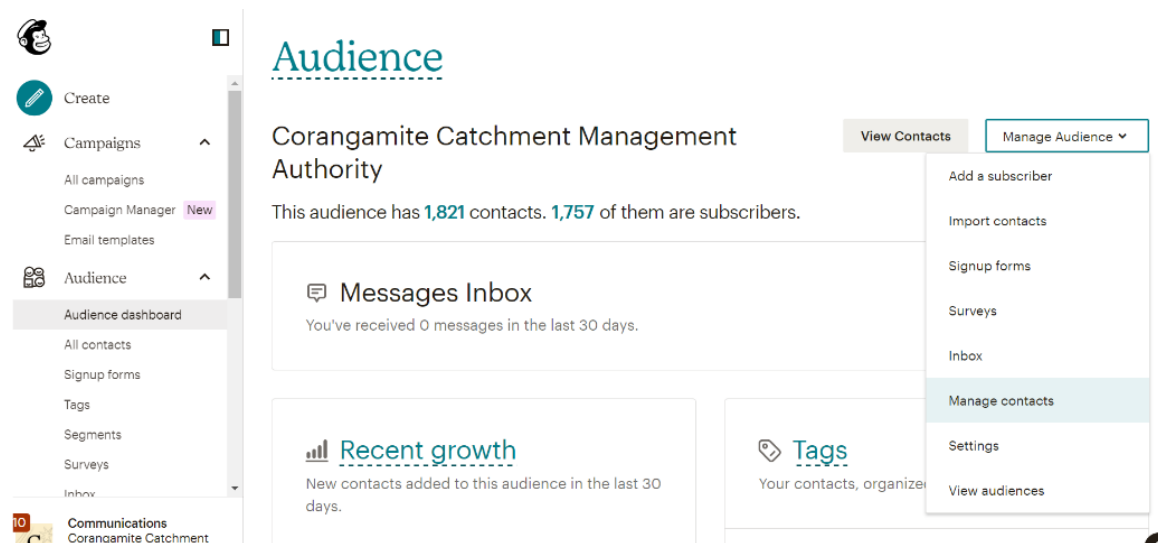 Create
Campaigns
All campaigns
Campaign Manager New
Email templates
Audience
Audience dashboard
All contacts
Signup forms
Tags
Segments
Surveys
Inbox
10
C
Communications
Corangamite Catchment
Audience
Corangamite Catchment Management
Authority
This audience has 1,821 contacts. 1,757 of them are subscribers.
View Contacts
Manage Audience
Add a subscriber
Import contacts
Signup forms
Surveys
Inbox
Manage contacts
Settings
View audiences
Messages Inbox
You've received 0 messages in the last 30 days.
Recent growth
New contacts added to this audience in the last 30
days.
Tags
Your contacts, organize